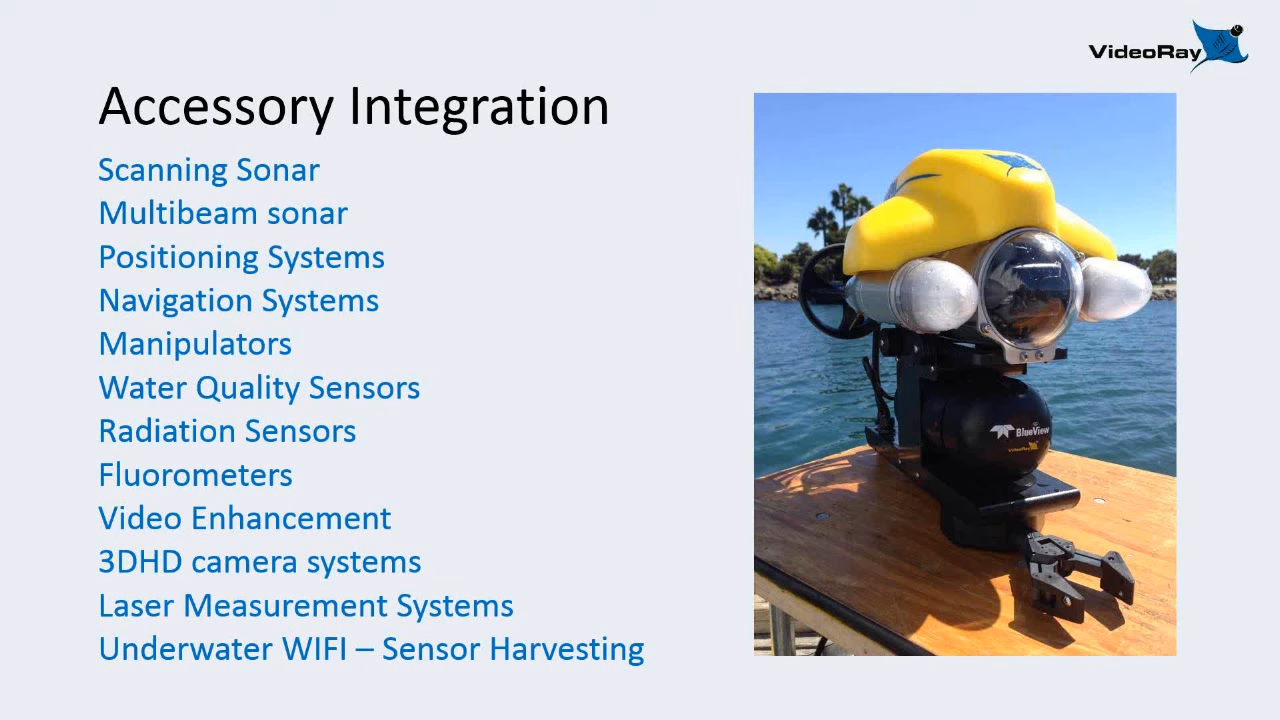 VideoRay
Accessory Integration
Scanning Sonar
Multibeam sonar
Positioning Systems
Navigation Systems
Manipulators
Water Quality Sensors
Radiation Sensors
Fluorometers
Video Enhancement
3DHD camera systems
Laser Measurement Systems
Underwater WIFI – Sensor Harvesting
BlueView
VideoRay